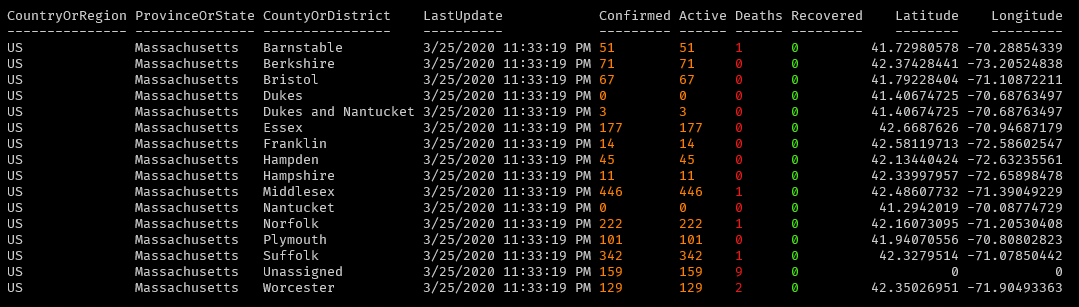 CountryOrRegion ProvinceOrState CountyOrDistrict LastUpdate Confirmed Active Deaths Recovered Latitude Longitude
--------------- --------------- ---------------- ---------- --------- ------ ------ --------- -------- ---------
US Massachusetts Barnstable 3/25/2020 11:33:19 PM 51 51 1 0 41.72980578 -70.28854339
US Massachusetts Berkshire 3/25/2020 11:33:19 PM 71 71 0 0 42.37428441 -73.20524838
US Massachusetts Bristol 3/25/2020 11:33:19 PM 67 67 0 0 41.79228404 -71.10872211
US Massachusetts Dukes 3/25/2020 11:33:19 PM 0 0 0 0 41.40674725 -70.68763497
US Massachusetts Dukes and Nantucket 3/25/2020 11:33:19 PM 3 3 0 0 41.40674725 -70.68763497
US Massachusetts Essex 3/25/2020 11:33:19 PM 177 177 0 0 42.6687626 -70.94687179
US Massachusetts Franklin 3/25/2020 11:33:19 PM 14 14 0 0 42.58119713 -72.58602547
US Massachusetts Hampden 3/25/2020 11:33:19 PM 45 45 0 0 42.13440424 -72.63235561
US Massachusetts Hampshire 3/25/2020 11:33:19 PM 11 11 0 0 42.33997957 -72.65898478
US Massachusetts Middlesex 3/25/2020 11:33:19 PM 446 446 1 0 42.48607732 -71.39049229
US Massachusetts Nantucket 3/25/2020 11:33:19 PM 0 0 0 0 41.2942019 -70.08774729
US Massachusetts Norfolk 3/25/2020 11:33:19 PM 222 222 1 0 42.16073095 -71.20530408
US Massachusetts Plymouth 3/25/2020 11:33:19 PM 101 101 0 0 41.94070556 -70.80802823
US Massachusetts Suffolk 3/25/2020 11:33:19 PM 342 342 1 0 42.3279514 -71.07850442
US Massachusetts Unassigned 3/25/2020 11:33:19 PM 159 159 9 0 0 0
US Massachusetts Worcester 3/25/2020 11:33:19 PM 129 129 2 0 42.35026951 -71.90493363